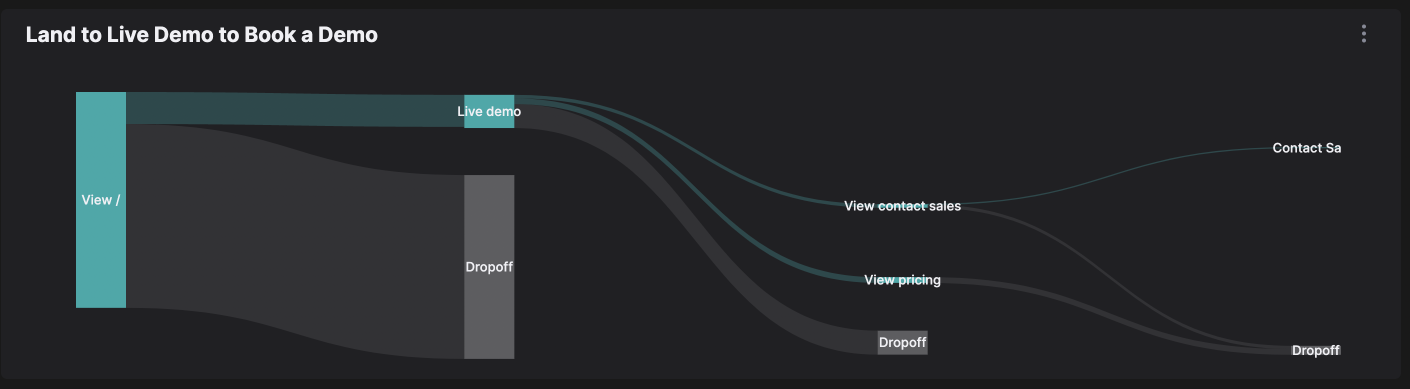 Land to Live Demo to Book a Demo
View /
Live demo
Dropoff
View contact sales
View pricing
Dropoff
Contact Sa
Dropoff